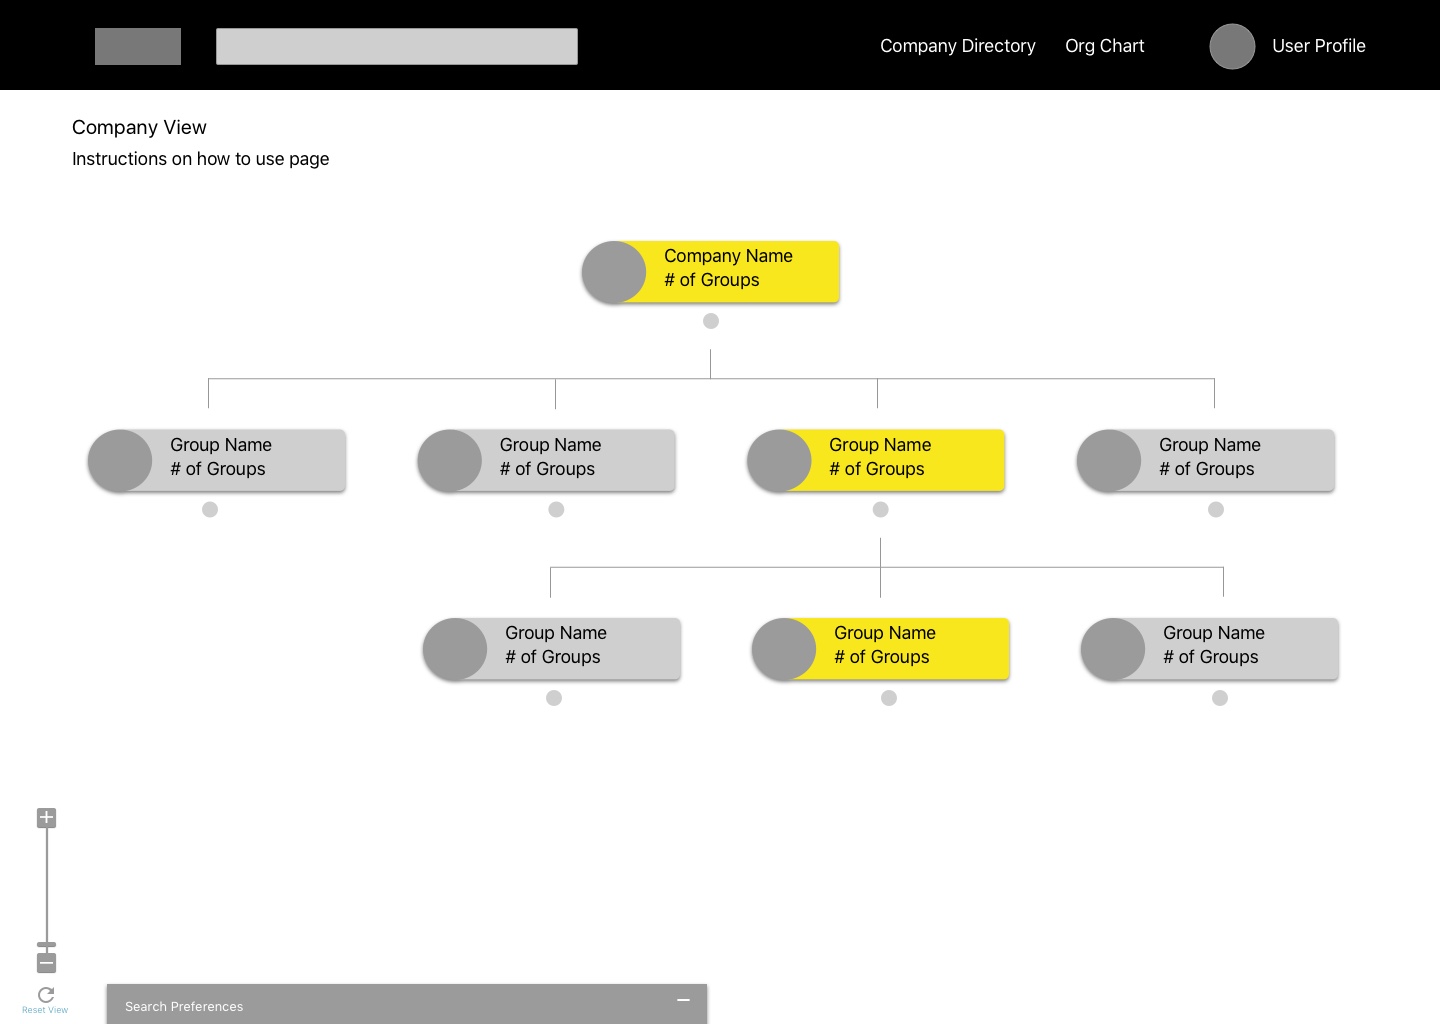 Company Directory
Org Chart
User Profile
Company View
Instructions on how to use page
Company Name
# of Groups
Group Name
# of Groups
Group Name
# of Groups
Group Name
# of Groups
Group Name
# of Groups
Group Name
# of Groups
Group Name
# of Groups
Group Name
# of Groups
Reset View
Search Preferences